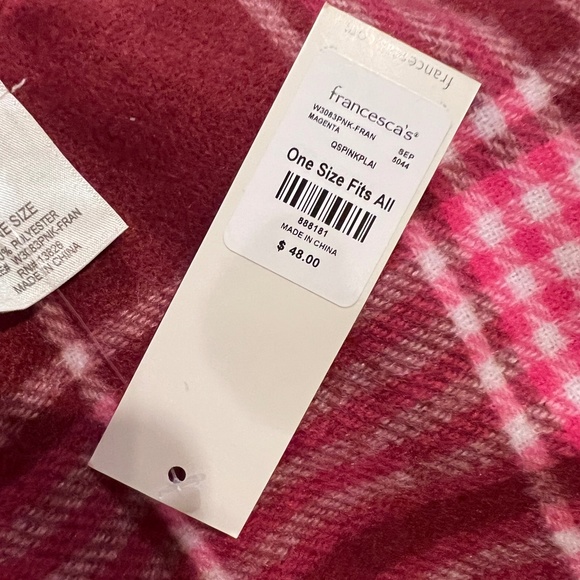 francesca's
francesca's®
W3083PNK-FRAN
MAGENTA
SEP
5044
QSPINKPLAI
One Size Fits All
888181
MADE IN CHINA
$ 48.00
SIZE
POLYESTER
W3083PNK-FRAN
RN# 13826
MADE IN CHINA